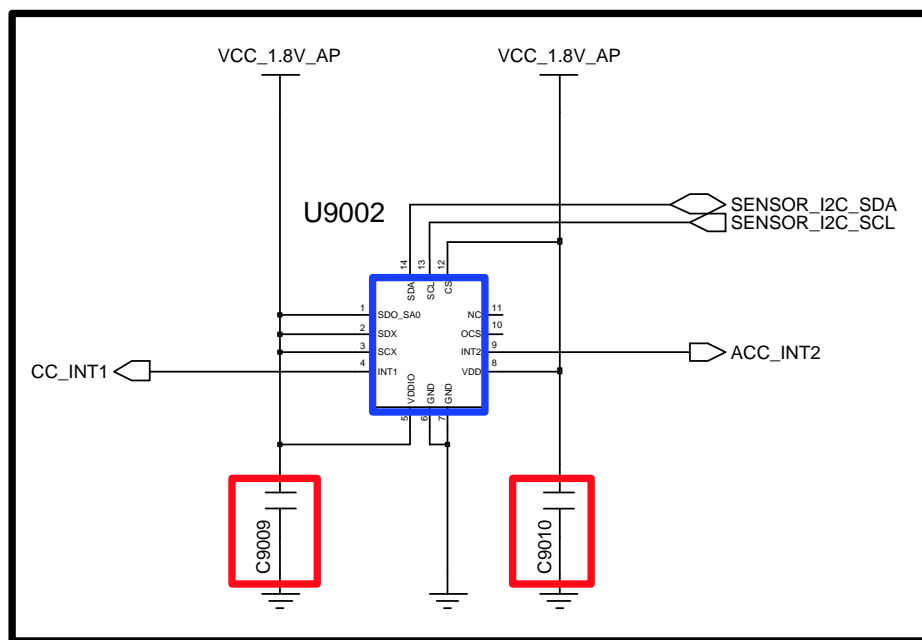 VCC_1.8V_AP
VCC_1.8V_AP
SENSOR_I2C_SDA
SENSOR_I2C_SCL
U9002
14
13
12
SDA
SCL
CS
1
SDO_SA0
2
SDX
3
SCX
4
INT1
NC
11
OCS
10
INT2
9
VDD
8
VDDIO
GND
GND
5
6
7
CC_INT1
ACC_INT2
C9009
C9010